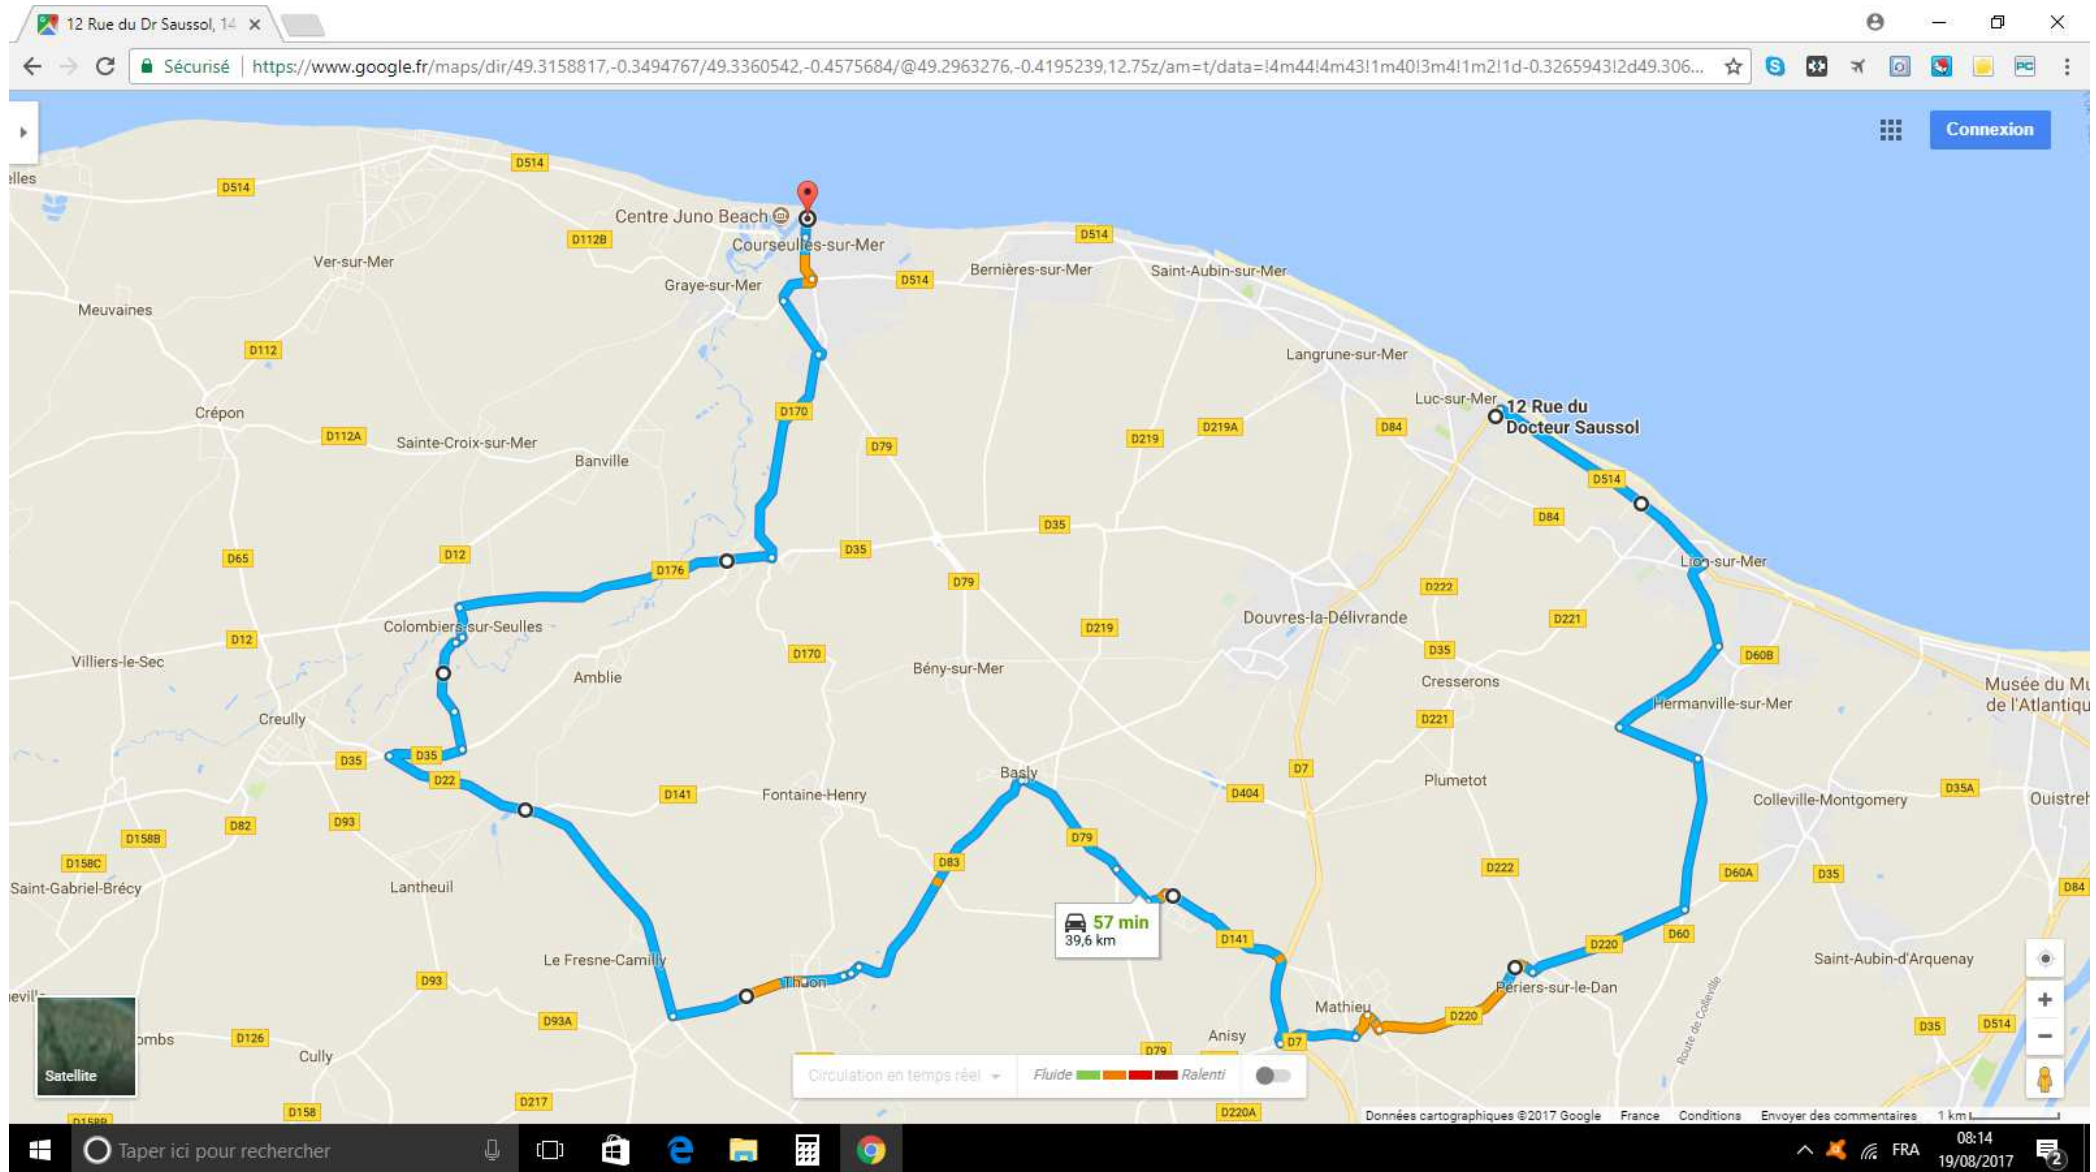 12 Rue du Dr Saussol, 14
Sécurisé
https://www.google.fr/maps/dir/49.3158817,-0.3494767/49.3360542,-0.4575684/@49.2963276,-0.4195239,12.75z/am=t/data=!4m44!4m43!1m40!3m4!1m2!1d-0.3265943!2d49.306...
Connexion
D514
elles
D514
Centre Juno Beach
D112B
Courseulles-sur-Mer
D514
Ver-sur-Mer
Bernières-sur-Mer
Saint-Aubin-sur-Mer
Graye-sur-Mer
D514
Meuvaines
D112
Langrune-sur-Mer
Luc-sur-Mer
12 Rue du
Docteur Saussol
Crépon
D170
D112A
Sainte-Croix-sur-Mer
D79
D219
D219A
D84
Banville
D514
D84
D35
D65
D12
D35
Lion-sur-Mer
D176
D79
D222
Colombiers-sur-Seulles
D12
D219
Douvres-la-Délivrande
D221
Villiers-le-Sec
D170
Bény-sur-Mer
D35
D60B
Amblie
Cresserons
Musée du Mu
de l'Atlantiqu
Creully
D221
Hermanville-sur-Mer
D35
D35
D22
Basly
D7
Plumetot
D141
Fontaine-Henry
D404
Colleville-Montgomery
D35A
Ouistreh
D158B
D82
D93
D79
D158C
D83
D222
D60A
D35
Saint-Gabriel-Brécy
Lantheuil
D84
57 min
39,6 km
D141
D220
D60
Le Fresne-Camilly
Saint-Aubin-d'Arquenay
D93
Thaon
Périers-sur-le-Dan
Mathieu
D220
D93A
Anisy
D7
D35
D514
ombs
D126
Cully
D79
Route de Colleville
Satellite
Circulation en temps réel
Fluide
Ralenti
D217
D158
D220A
D158B
Données cartographiques ©2017 Google
France
Conditions
Envoyer des commentaires
1 km
Taper ici pour rechercher
FRA
08:14
19/08/2017
2